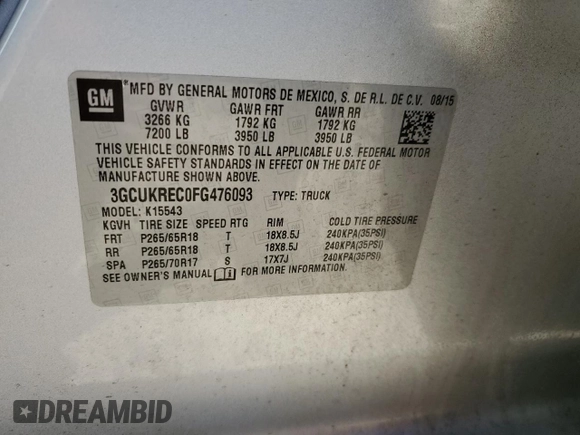 GM
*MFD BY GENERAL MOTORS DE MEXICO, S. DE R.L. DE C.V. 08/15
GVWR GAWR FRT GAWR RR
3266 KG 1792 KG 1792 KG
7200 LB 3950 LB 3950 LB
THIS VEHICLE CONFORMS TO ALL APPLICABLE U.S. FEDERAL MOTOR
VEHICLE SAFETY STANDARDS IN EFFECT ON THE DATE OF
MANUFACTURE SHOWN ABOVE.
3GCUKREC0FG476093 TYPE: TRUCK
MODEL: K15543
KGVH TIRE SIZE SPEED RTG RIM COLD TIRE PRESSURE
FRT P265/65R18 T 18X8.5J 240KPA(35PSI)
RR P265/65R18 T 18X8.5J 240KPA(35PSI)
SPA P265/70R17 S 17X7J 240KPA(35PSI)
SEE OWNER'S MANUAL FOR MORE INFORMATION.
DREAMBID